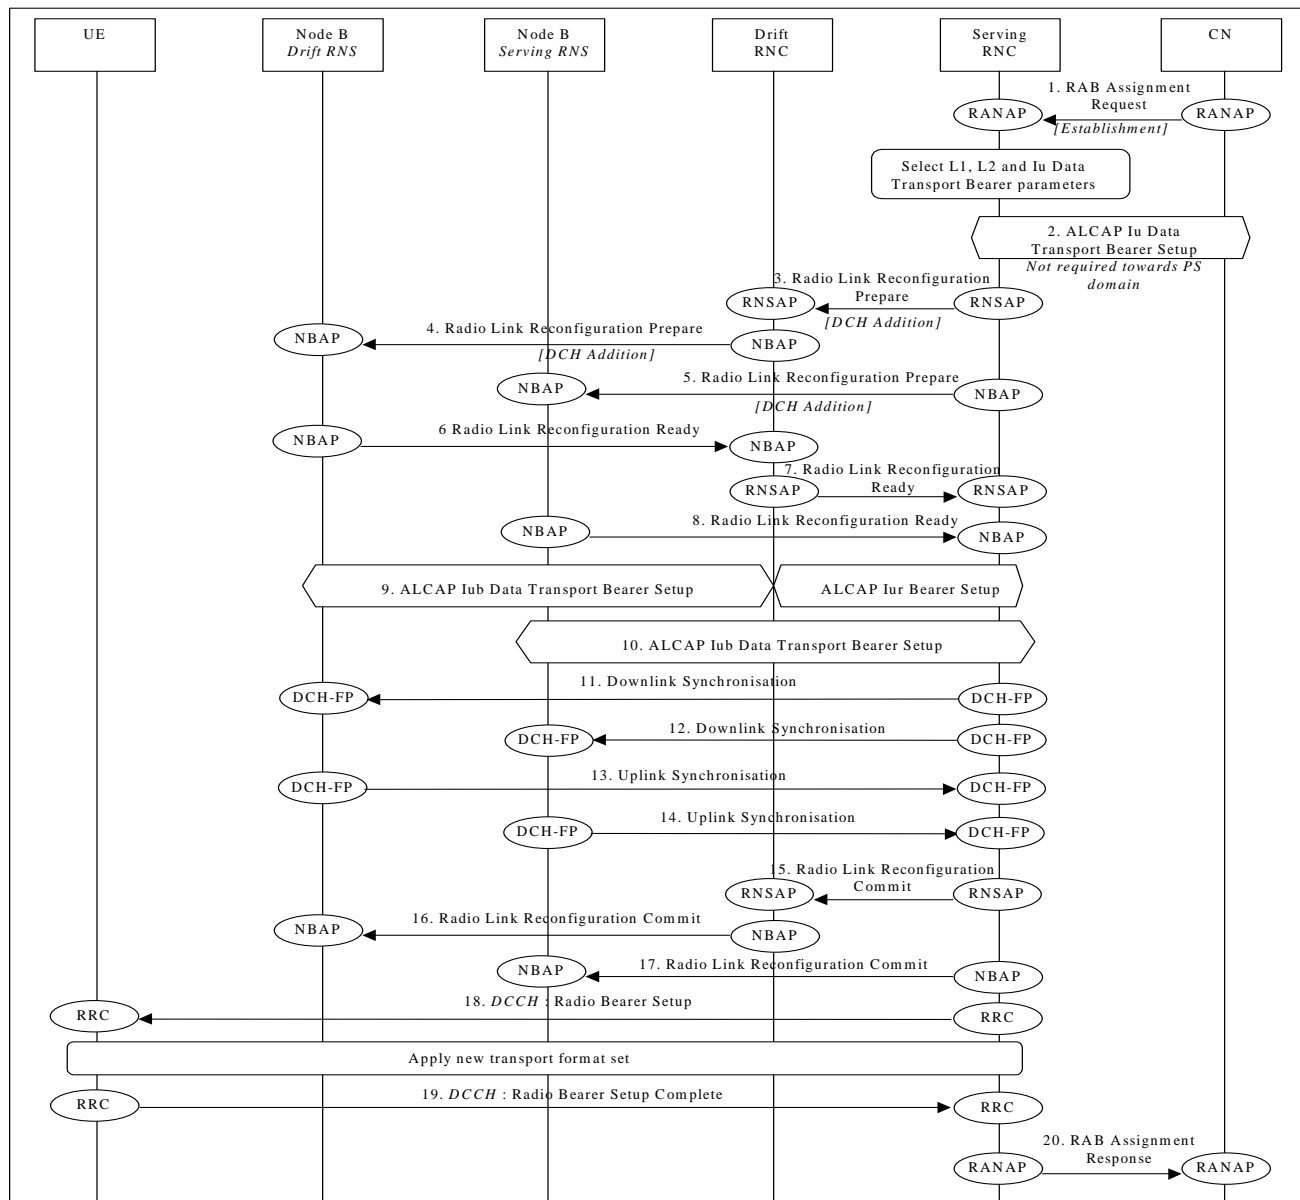 UE
Node B
Drift RNS
Node B
Serving RNS
Drift
RNC
Serving
RNC
CN
1. RAB Assignment
Request
[Establishment]
RANAP
RANAP
Select L1, L2 and Iu Data
Transport Bearer parameters
2. ALCAP Iu Data
Transport Bearer Setup
Not required towards PS
domain
3. Radio Link Reconfiguration
Prepare
[DCH Addition]
RNSAP
RNSAP
4. Radio Link Reconfiguration Prepare
[DCH Addition]
NBAP
NBAP
5. Radio Link Reconfiguration Prepare
[DCH Addition]
NBAP
NBAP
6 Radio Link Reconfiguration Ready
NBAP
NBAP
7. Radio Link Reconfiguration
Ready
RNSAP
RNSAP
8. Radio Link Reconfiguration Ready
NBAP
NBAP
9. ALCAP Iub Data Transport Bearer Setup
ALCAP Iur Bearer Setup
10. ALCAP Iub Data Transport Bearer Setup
11. Downlink Synchronisation
DCH-FP
DCH-FP
12. Downlink Synchronisation
DCH-FP
DCH-FP
13. Uplink Synchronisation
DCH-FP
DCH-FP
14. Uplink Synchronisation
DCH-FP
DCH-FP
15. Radio Link Reconfiguration
Commit
RNSAP
RNSAP
16. Radio Link Reconfiguration Commit
NBAP
NBAP
17. Radio Link Reconfiguration Commit
NBAP
NBAP
18. DCCH : Radio Bearer Setup
RRC
RRC
Apply new transport format set
19. DCCH : Radio Bearer Setup Complete
RRC
RRC
20. RAB Assignment
Response
RANAP
RANAP